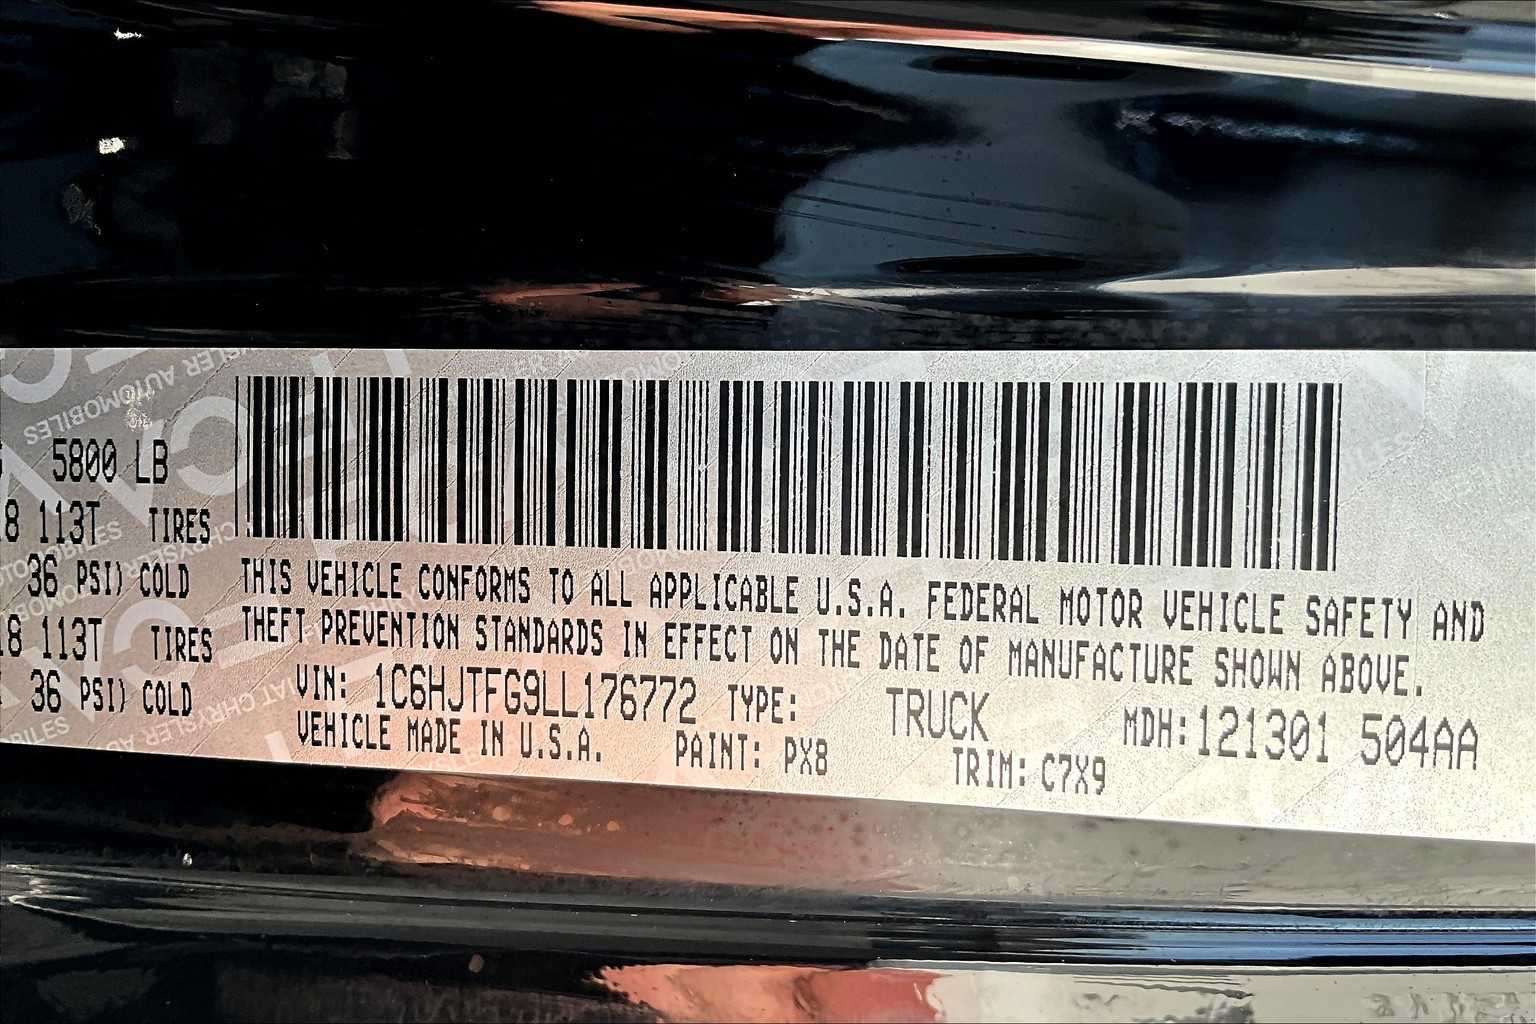 5800 LB
18 113T TIRES
36 PSI) COLD
18 113T TIRES
36 PSI) COLD
THIS VEHICLE CONFORMS TO ALL APPLICABLE U.S.A. FEDERAL MOTOR VEHICLE SAFETY AND
THEFT PREVENTION STANDARDS IN EFFECT ON THE DATE OF MANUFACTURE SHOWN ABOVE.
VIN: 1C6HJTFG9LL176772 TYPE: TRUCK MDH:121301 504AA
VEHICLE MADE IN U.S.A. PAINT: PX8 TRIM: C7X9